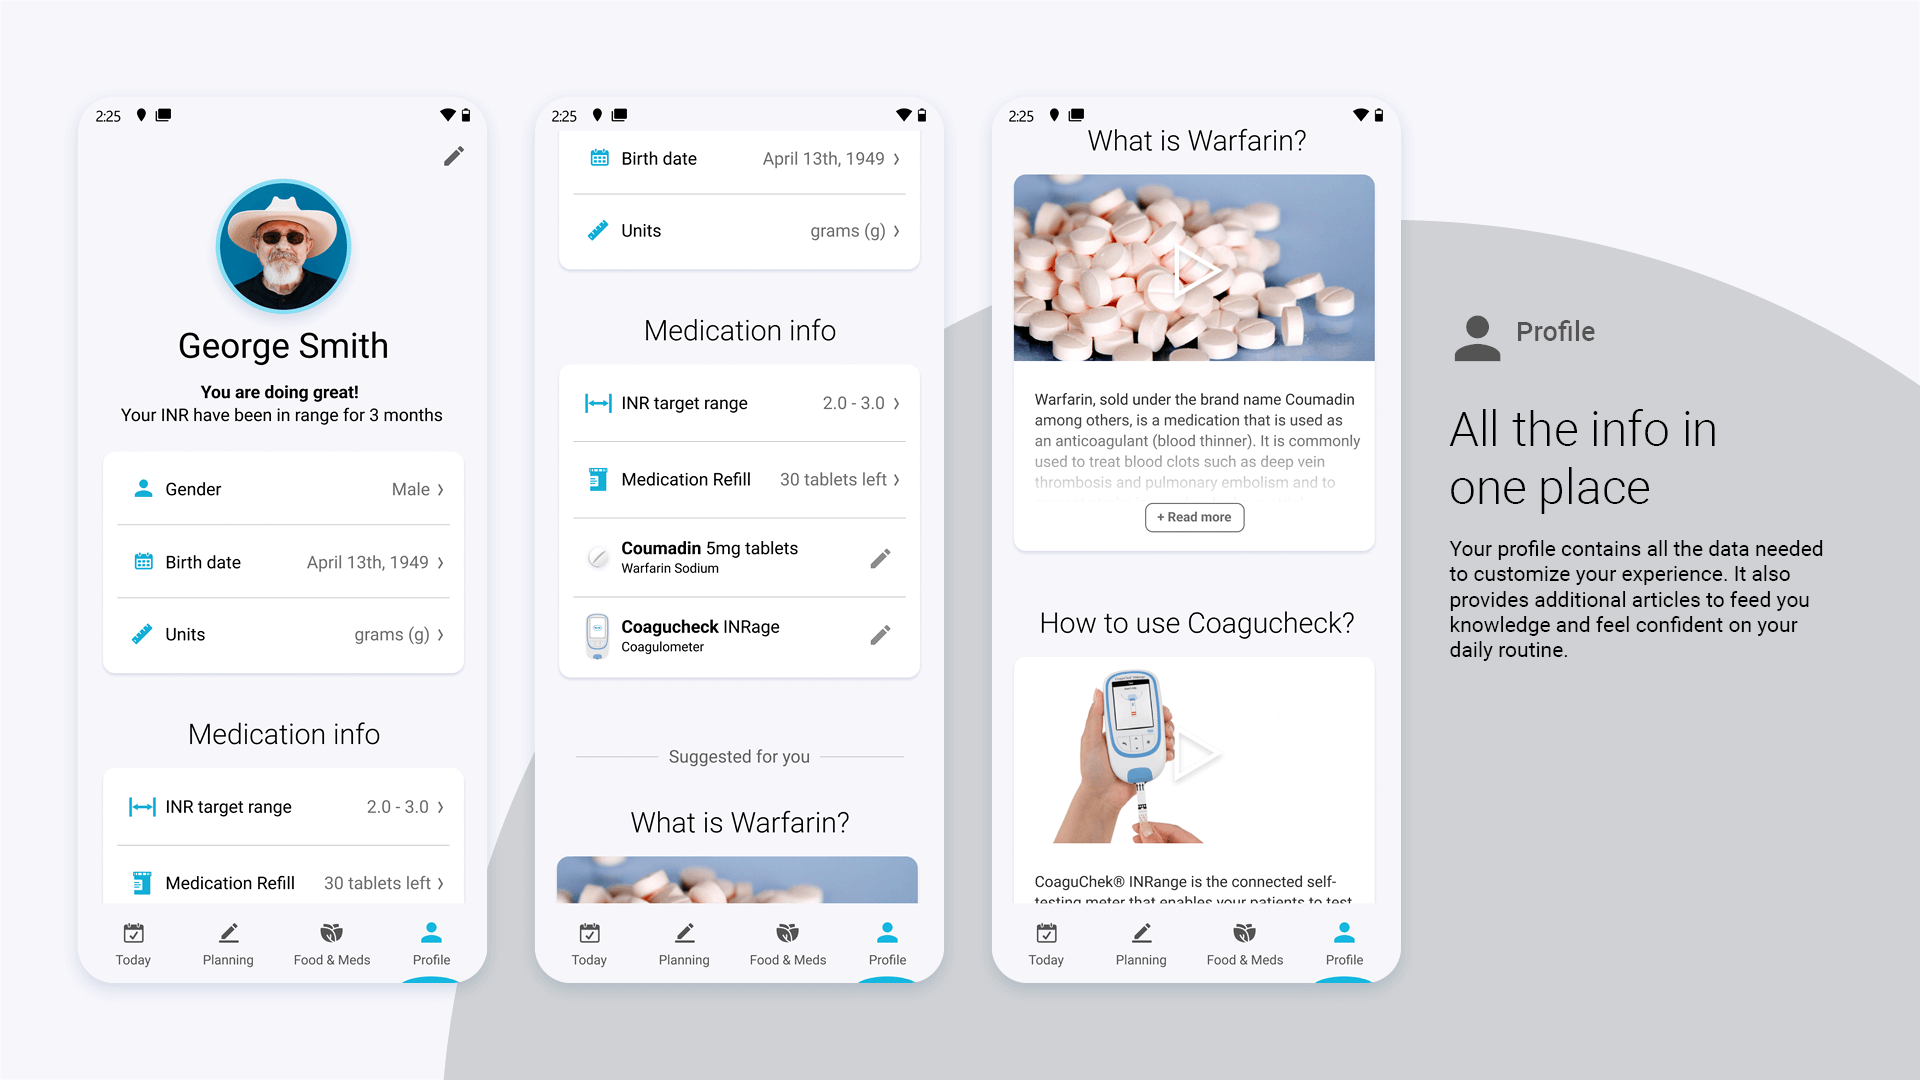 2:25
George Smith
You are doing great!
Your INR have been in range for 3 months
Gender
Male
Birth date
April 13th, 1949
Units
grams (g)
Medication info
INR target range
2.0 - 3.0
Medication Refill
30 tablets left
Today
Planning
Food & Meds
Profile
2:25
Birth date
April 13th, 1949
Units
grams (g)
Medication info
INR target range
2.0 - 3.0
Medication Refill
30 tablets left
Coumadin 5mg tablets
Warfarin Sodium
Coagucheck INRage
Coagulometer
Suggested for you
What is Warfarin?
Today
Planning
Food & Meds
Profile
2:25
What is Warfarin?
Warfarin, sold under the brand name Coumadin
among others, is a medication that is used as
an anticoagulant (blood thinner). It is commonly
used to treat blood clots such as deep vein
thrombosis and pulmonary embolism and to
+ Read more
How to use Coagucheck?
CoaguChek® INRange is the connected self-
testing meter that enables your patients to test
Today
Planning
Food & Meds
Profile
Profile
All the info in
one place
Your profile contains all the data needed
to customize your experience. It also
provides additional articles to feed you
knowledge and feel confident on your
daily routine.